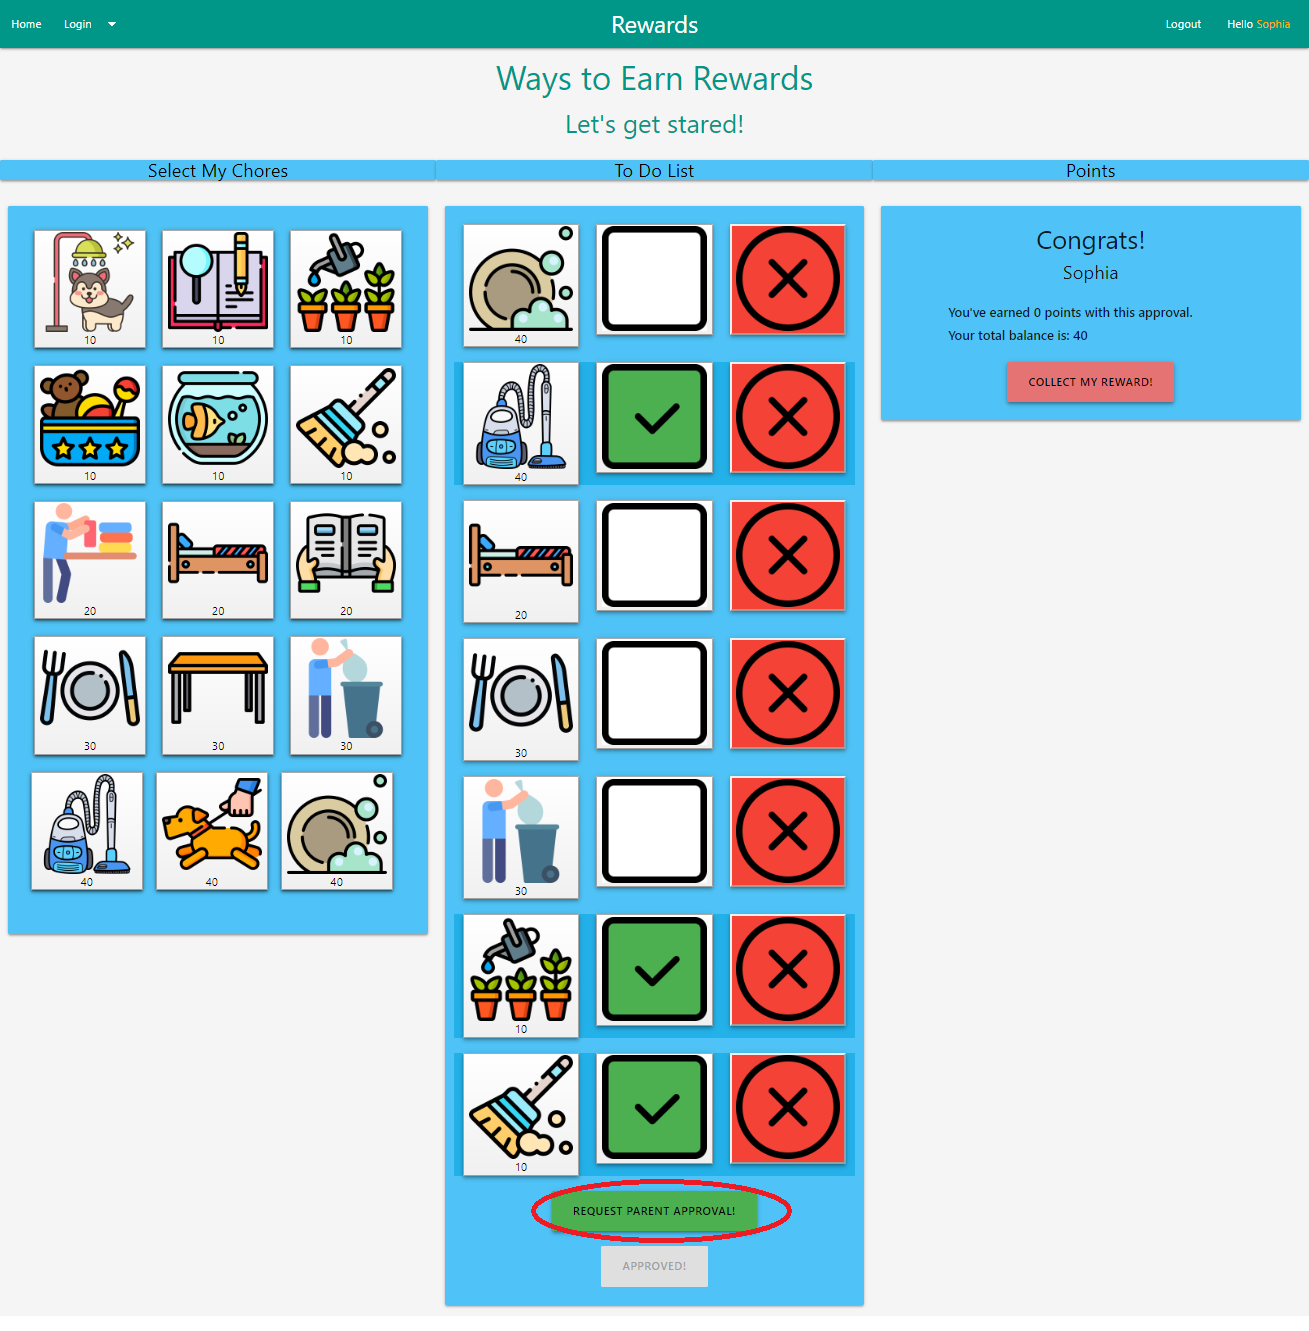 Home Login Rewards Logout Hello Sophia
Ways to Earn Rewards
Let's get stared!
Select My Chores To Do List Points
10 10 10
10 10 10
20 20 20
30 30 30
40 40 40
40
40
20
30
30
10
10
REQUEST PARENT APPROVAL!
APPROVED!
Congrats!
Sophia
You've earned 0 points with this approval.
Your total balance is: 40
COLLECT MY REWARD!